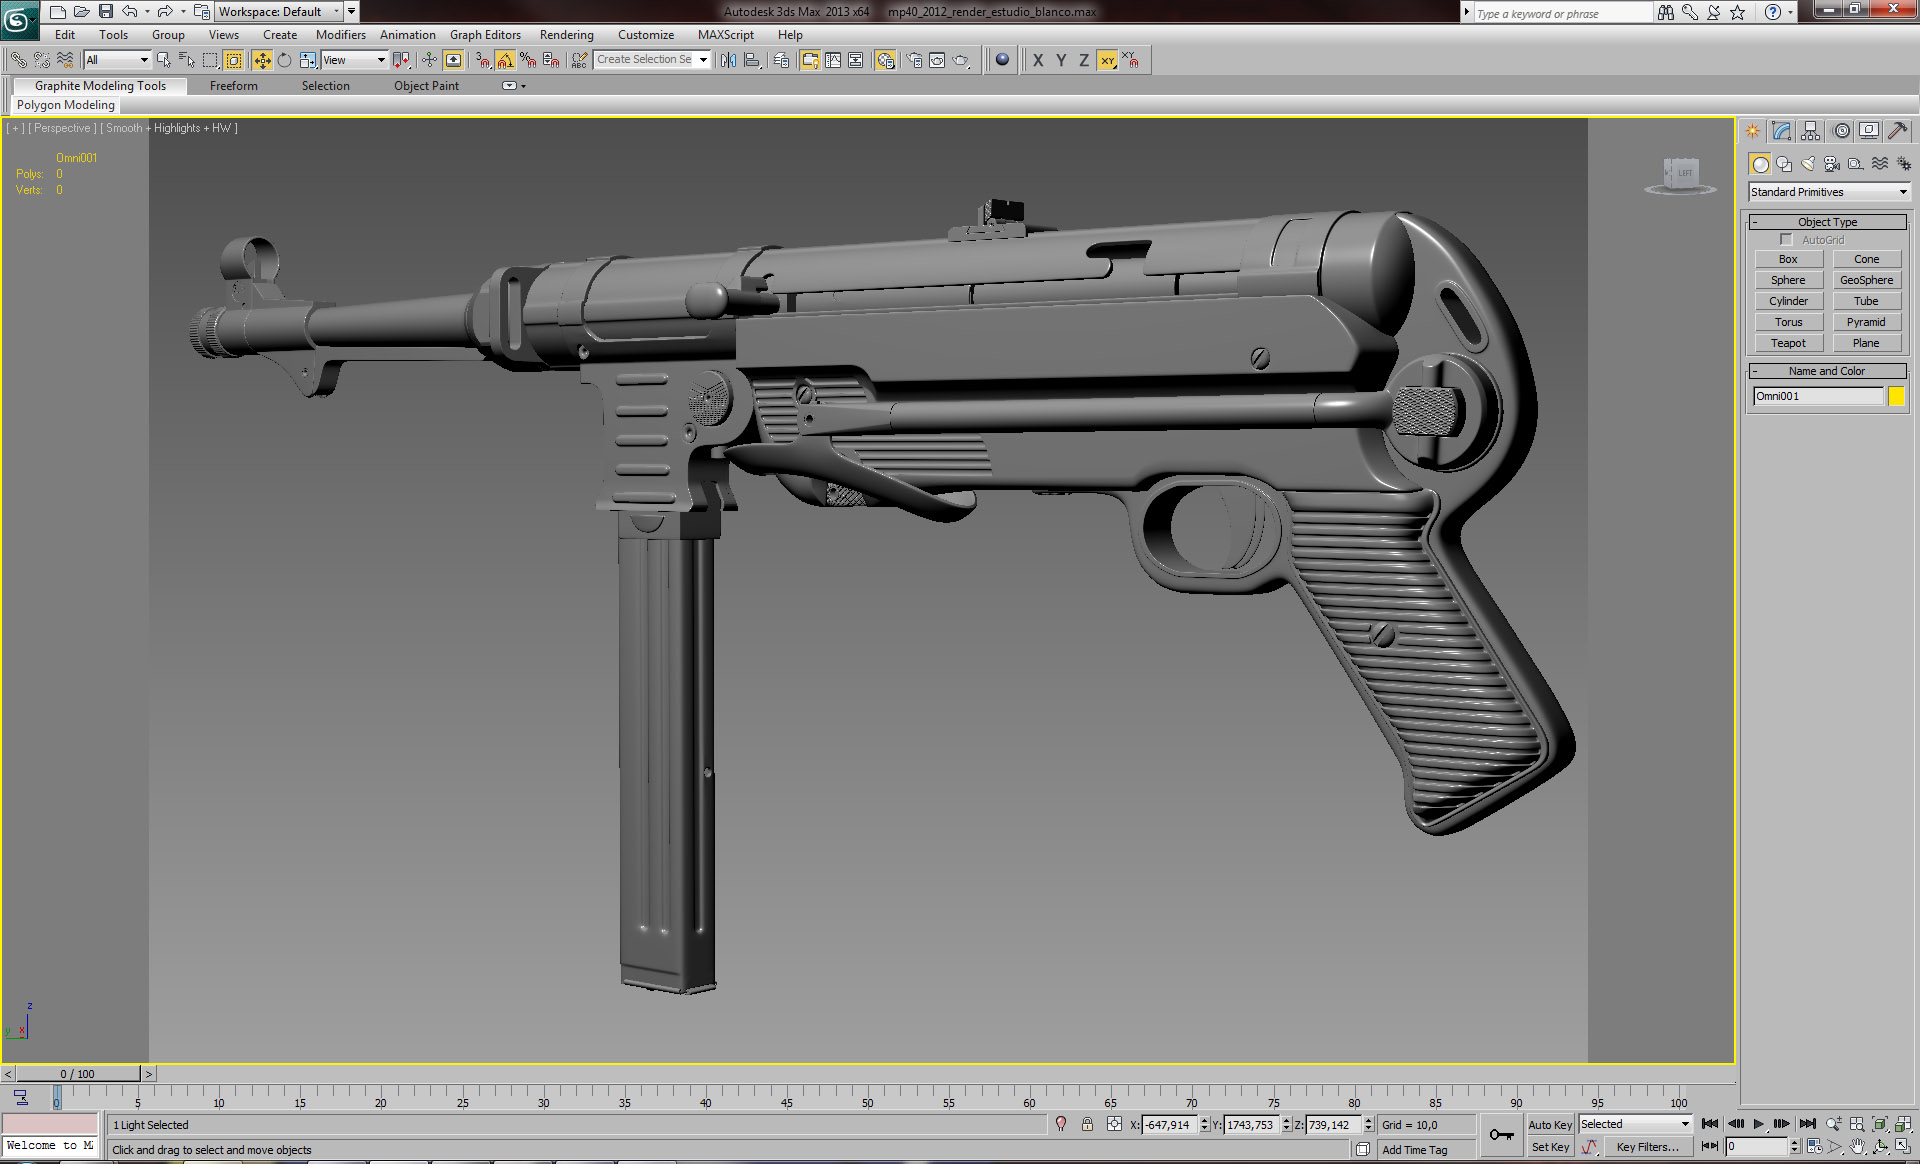 Workspace: Default
Autodesk 3ds Max 2013 x64 mp40_2012_render_estudio_blanco.max
Type a keyword or phrase
Edit Tools Group Views Create Modifiers Animation Graph Editors Rendering Customize MAXScript Help
All View Create Selection Se X Y Z XY XY
Graphite Modeling Tools Freeform Selection Object Paint
Polygon Modeling
[ + ] [ Perspective ] [ Smooth + Highlights + HW ]
Omni001
Polys: 0
Verts: 0
LEFT
Standard Primitives
- Object Type
AutoGrid
Box Cone
Sphere GeoSphere
Cylinder Tube
Torus Pyramid
Teapot Plane
- Name and Color
Omni001
z
y x
< 0 / 100 >
0 5 10 15 20 25 30 35 40 45 50 55 60 65 70 75 80 85 90 95 100
1 Light Selected X: -647,914 Y: 1743,753 Z: 739,142 Grid = 10,0 Auto Key Selected
Welcome to M Click and drag to select and move objects Add Time Tag Set Key Key Filters... 0